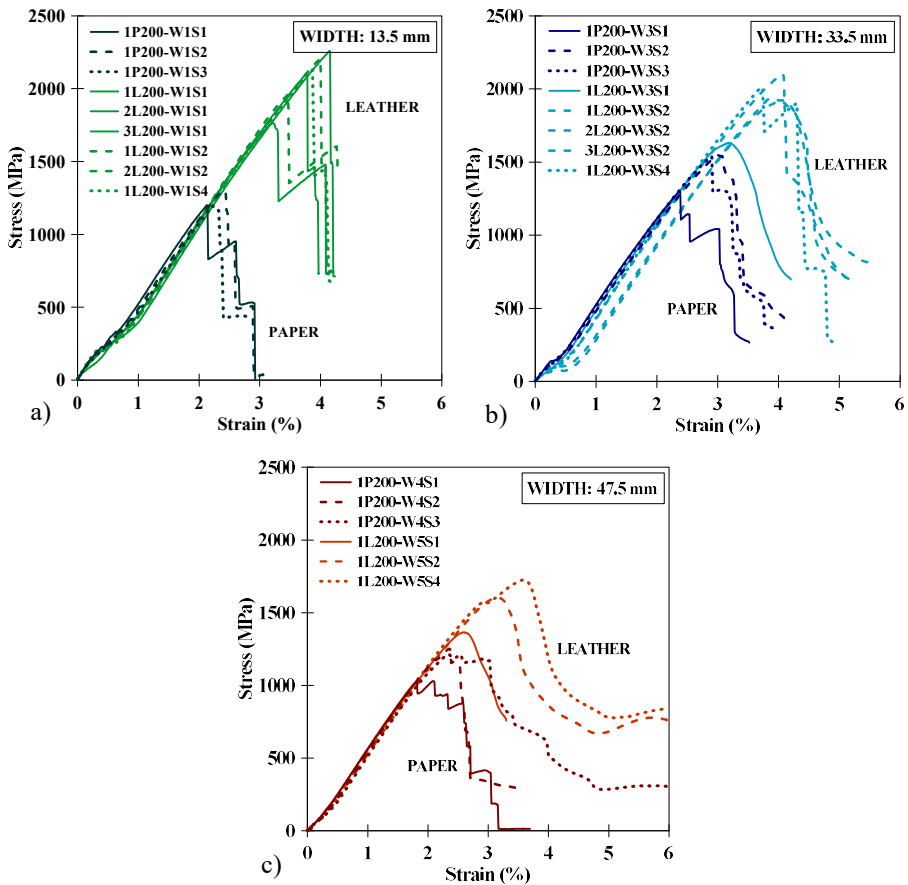 2500
2000
1500
1000
500
0
Stress (MPa)
1P200-W1S1
1P200-W1S2
1P200-W1S3
1L200-W1S1
2L200-W1S1
3L200-W1S1
1L200-W1S2
2L200-W1S2
1L200-W1S4
WIDTH: 13.5 mm
LEATHER
PAPER
0 1 2 3 4 5 6
Strain (%)
a)
2500
2000
1500
1000
500
0
Stress (MPa)
1P200-W3S1
1P200-W3S2
1P200-W3S3
1L200-W3S1
1L200-W3S2
2L200-W3S2
3L200-W3S2
1L200-W3S4
WIDTH: 33.5 mm
LEATHER
PAPER
0 1 2 3 4 5 6
Strain (%)
b)
2500
2000
1500
1000
500
0
Stress (MPa)
1P200-W4S1
1P200-W4S2
1P200-W4S3
1L200-W5S1
1L200-W5S2
1L200-W5S4
WIDTH: 47.5 mm
LEATHER
PAPER
0 1 2 3 4 5 6
Strain (%)
c)